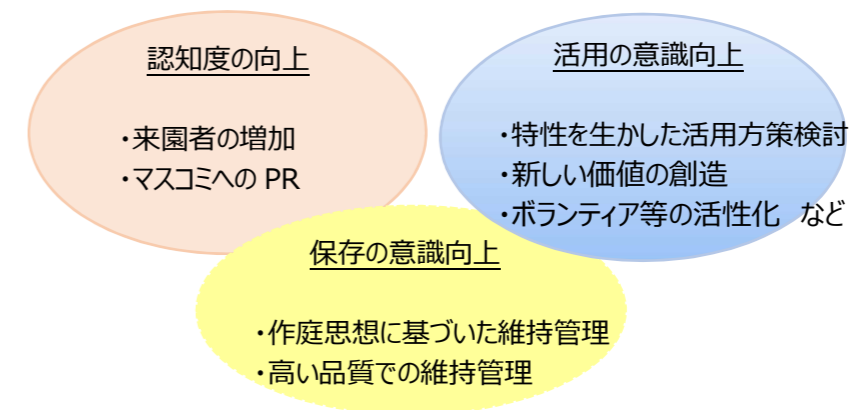 認知度の向上
・来園者の増加
・マスコミへの PR
活用の意識向上
・特性を生かした活用方策検討
・新しい価値の創造
・ボランティア等の活性化　など
保存の意識向上
・作庭思想に基づいた維持管理
・高い品質での維持管理